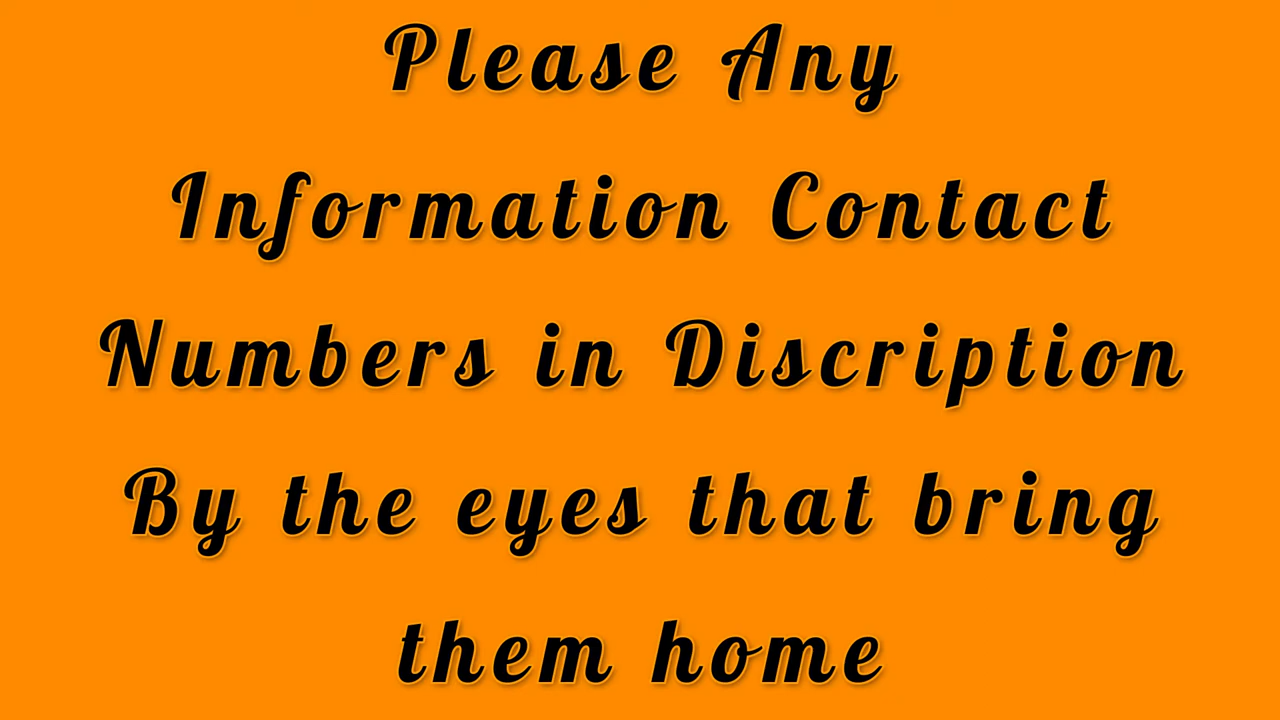 Please Any
Information Contact
Numbers in Discription
By the eyes that bring
them home